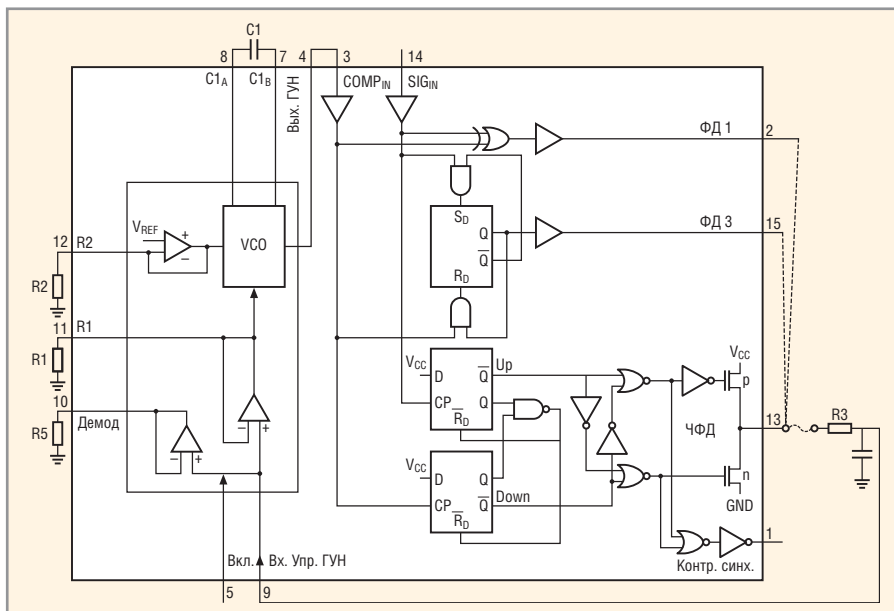 C1
8 7 4 3 14
C1A C1B Вых. ГУН COMPIN SIGIN
ФД 1 2
VREF + −
VCO
12 R2
R2
SD
Q
Q
RD
ФД 3 15
11 R1
R1
VCC
D
CP
RD
Q
Q
Up
VCC
p
10
Демод
R5
− +
− +
ЧФД
13
R3
VCC
D
CP
RD
Q
Q
Down
n
GND
1
Контр. синх.
Вкл. Вх. Упр. ГУН
5 9